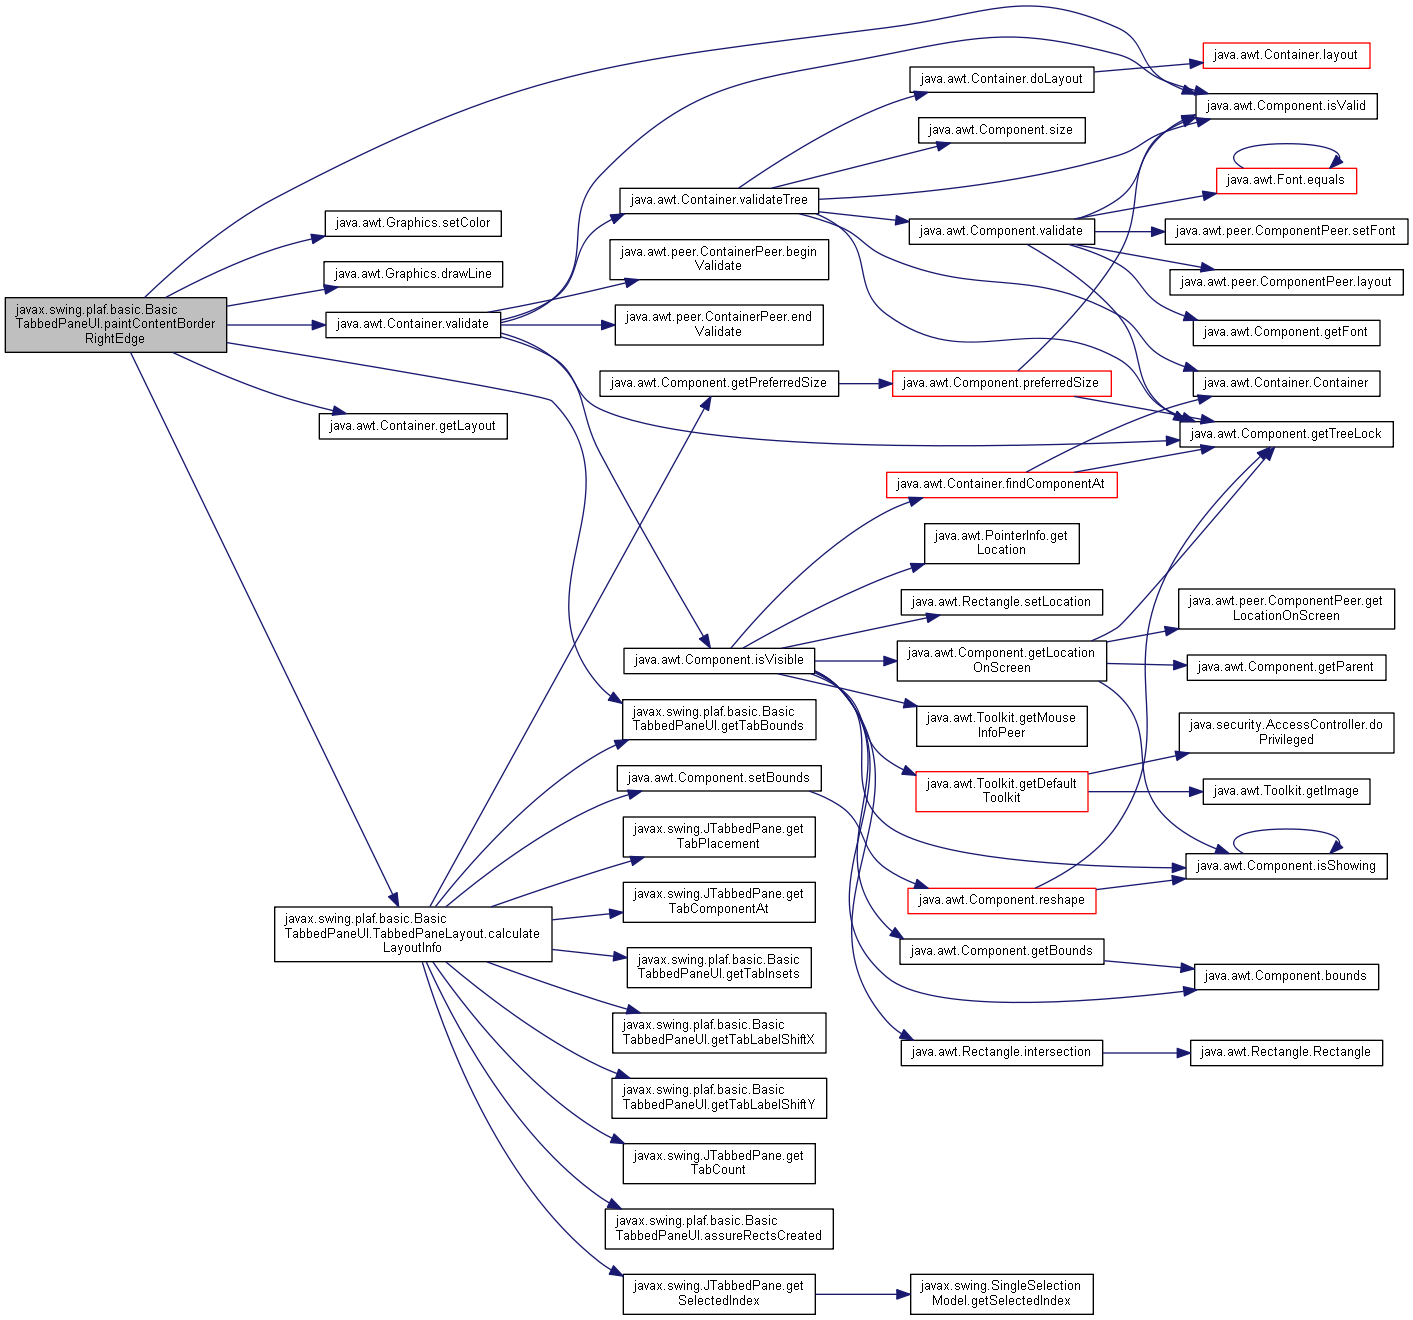 javax.swing.plaf.basic.Basic
TabbedPaneUI.paintContentBorder
RightEdge
java.awt.Graphics.setColor
java.awt.Graphics.drawLine
java.awt.Container.validate
java.awt.Container.getLayout
javax.swing.plaf.basic.Basic
TabbedPaneUI.TabbedPaneLayout.calculate
LayoutInfo
java.awt.Container.validateTree
java.awt.peer.ContainerPeer.begin
Validate
java.awt.peer.ContainerPeer.end
Validate
java.awt.Component.getPreferredSize
java.awt.Component.isVisible
javax.swing.plaf.basic.Basic
TabbedPaneUI.getTabBounds
java.awt.Component.setBounds
javax.swing.JTabbedPane.get
TabPlacement
javax.swing.JTabbedPane.get
TabComponentAt
javax.swing.plaf.basic.Basic
TabbedPaneUI.getTabInsets
javax.swing.plaf.basic.Basic
TabbedPaneUI.getTabLabelShiftX
javax.swing.plaf.basic.Basic
TabbedPaneUI.getTabLabelShiftY
javax.swing.JTabbedPane.get
TabCount
javax.swing.plaf.basic.Basic
TabbedPaneUI.assureRectsCreated
javax.swing.JTabbedPane.get
SelectedIndex
java.awt.Container.doLayout
java.awt.Component.size
java.awt.Component.validate
java.awt.Component.preferredSize
java.awt.Container.findComponentAt
java.awt.PointerInfo.get
Location
java.awt.Rectangle.setLocation
java.awt.Component.getLocation
OnScreen
java.awt.Toolkit.getMouse
InfoPeer
java.awt.Toolkit.getDefault
Toolkit
java.awt.Component.reshape
java.awt.Component.getBounds
java.awt.Rectangle.intersection
javax.swing.SingleSelection
Model.getSelectedIndex
java.awt.Container.layout
java.awt.Component.isValid
java.awt.Font.equals
java.awt.peer.ComponentPeer.setFont
java.awt.peer.ComponentPeer.layout
java.awt.Component.getFont
java.awt.Container.Container
java.awt.Component.getTreeLock
java.awt.peer.ComponentPeer.get
LocationOnScreen
java.awt.Component.getParent
java.security.AccessController.do
Privileged
java.awt.Toolkit.getImage
java.awt.Component.isShowing
java.awt.Component.bounds
java.awt.Rectangle.Rectangle